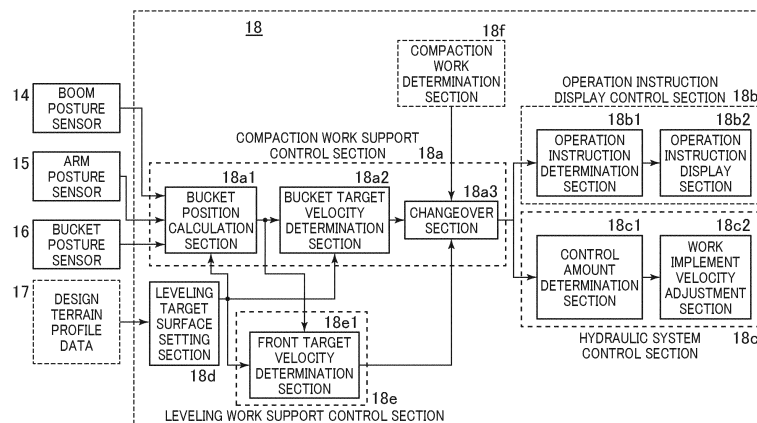 18
18f
COMPACTION
WORK
DETERMINATION
SECTION
OPERATION INSTRUCTION
DISPLAY CONTROL SECTION 18b
14
BOOM
POSTURE
SENSOR
15
ARM
POSTURE
SENSOR
16
BUCKET
POSTURE
SENSOR
17
DESIGN
TERRAIN
PROFILE
DATA
COMPACTION WORK SUPPORT
CONTROL SECTION 18a
18a1
BUCKET
POSITION
CALCULATION
SECTION
18a2
BUCKET TARGET
VELOCITY
DETERMINATION
SECTION
18a3
CHANGEOVER
SECTION
18b1
OPERATION
INSTRUCTION
DETERMINATION
SECTION
18b2
OPERATION
INSTRUCTION
DISPLAY
SECTION
18c1
CONTROL
AMOUNT
DETERMINATION
SECTION
18c2
WORK
IMPLEMENT
VELOCITY
ADJUSTMENT
SECTION
HYDRAULIC SYSTEM
CONTROL SECTION 18c
LEVELING
TARGET
SURFACE
SETTING
SECTION
18d
18e1
FRONT TARGET
VELOCITY
DETERMINATION
SECTION
18e
LEVELING WORK SUPPORT CONTROL SECTION